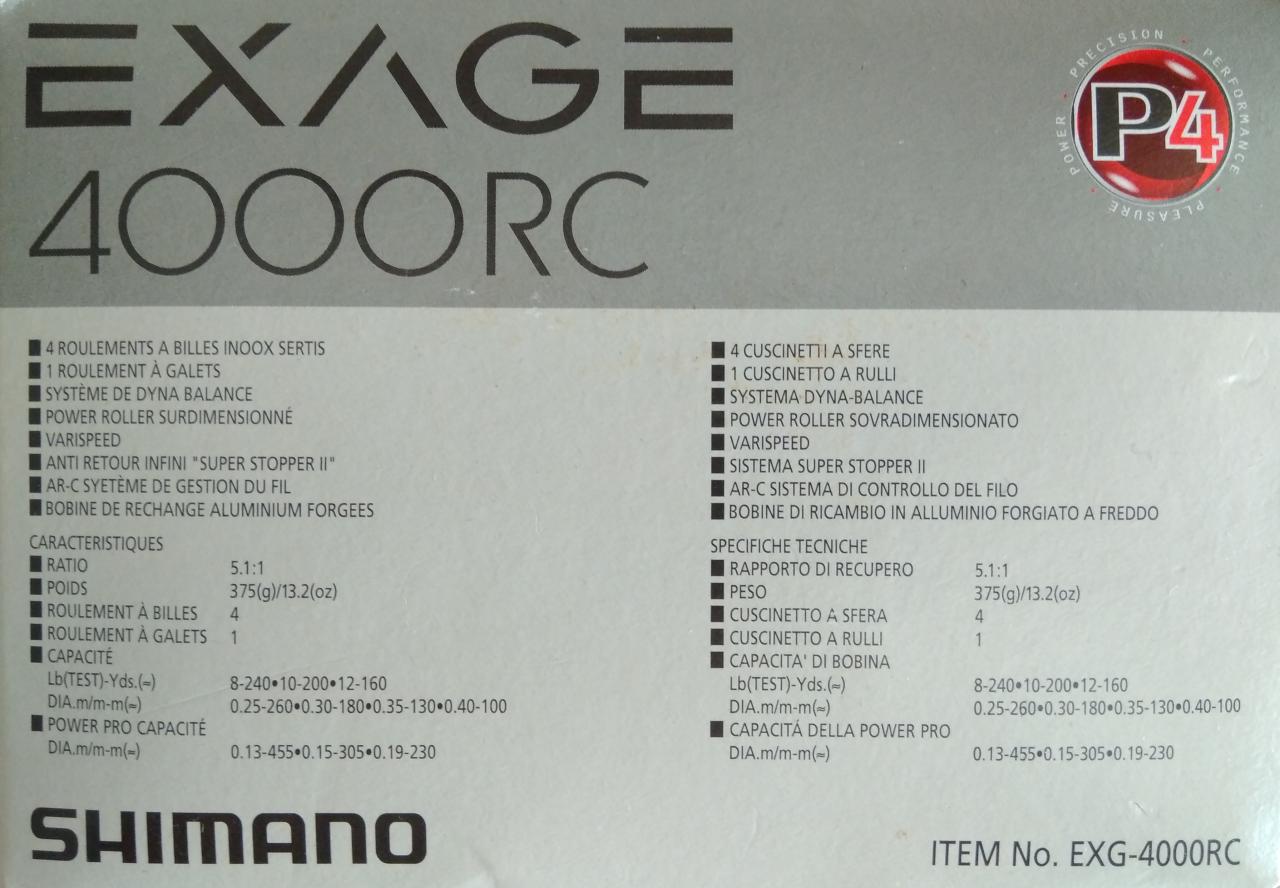 EXAGE
4000RC
PRECISION PERFORMANCE PLEASURE POWER
P4
■ 4 ROULEMENTS A BILLES INOOX SERTIS
■ 1 ROULEMENT À GALETS
■ SYSTÈME DE DYNA BALANCE
■ POWER ROLLER SURDIMENSIONNÉ
■ VARISPEED
■ ANTI RETOUR INFINI "SUPER STOPPER II"
■ AR-C SYETÈME DE GESTION DU FIL
■ BOBINE DE RECHANGE ALUMINIUM FORGEES
CARACTERISTIQUES
■ RATIO 5.1:1
■ POIDS 375(g)/13.2(oz)
■ ROULEMENT À BILLES 4
■ ROULEMENT À GALETS 1
■ CAPACITÉ
Lb(TEST)-Yds.(≈) 8-240•10-200•12-160
DIA.m/m-m(≈) 0.25-260•0.30-180•0.35-130•0.40-100
■ POWER PRO CAPACITÉ
DIA.m/m-m(≈) 0.13-455•0.15-305•0.19-230
■ 4 CUSCINETTI A SFERE
■ 1 CUSCINETTO A RULLI
■ SYSTEMA DYNA-BALANCE
■ POWER ROLLER SOVRADIMENSIONATO
■ VARISPEED
■ SISTEMA SUPER STOPPER II
■ AR-C SISTEMA DI CONTROLLO DEL FILO
■ BOBINE DI RICAMBIO IN ALLUMINIO FORGIATO A FREDDO
SPECIFICHE TECNICHE
■ RAPPORTO DI RECUPERO 5.1:1
■ PESO 375(g)/13.2(oz)
■ CUSCINETTO A SFERA 4
■ CUSCINETTO A RULLI 1
■ CAPACITA' DI BOBINA
Lb(TEST)-Yds.(≈) 8-240•10-200•12-160
DIA.m/m-m(≈) 0.25-260•0.30-180•0.35-130•0.40-100
■ CAPACITÁ DELLA POWER PRO
DIA.m/m-m(≈) 0.13-455•0.15-305•0.19-230
SHIMANO
ITEM No. EXG-4000RC